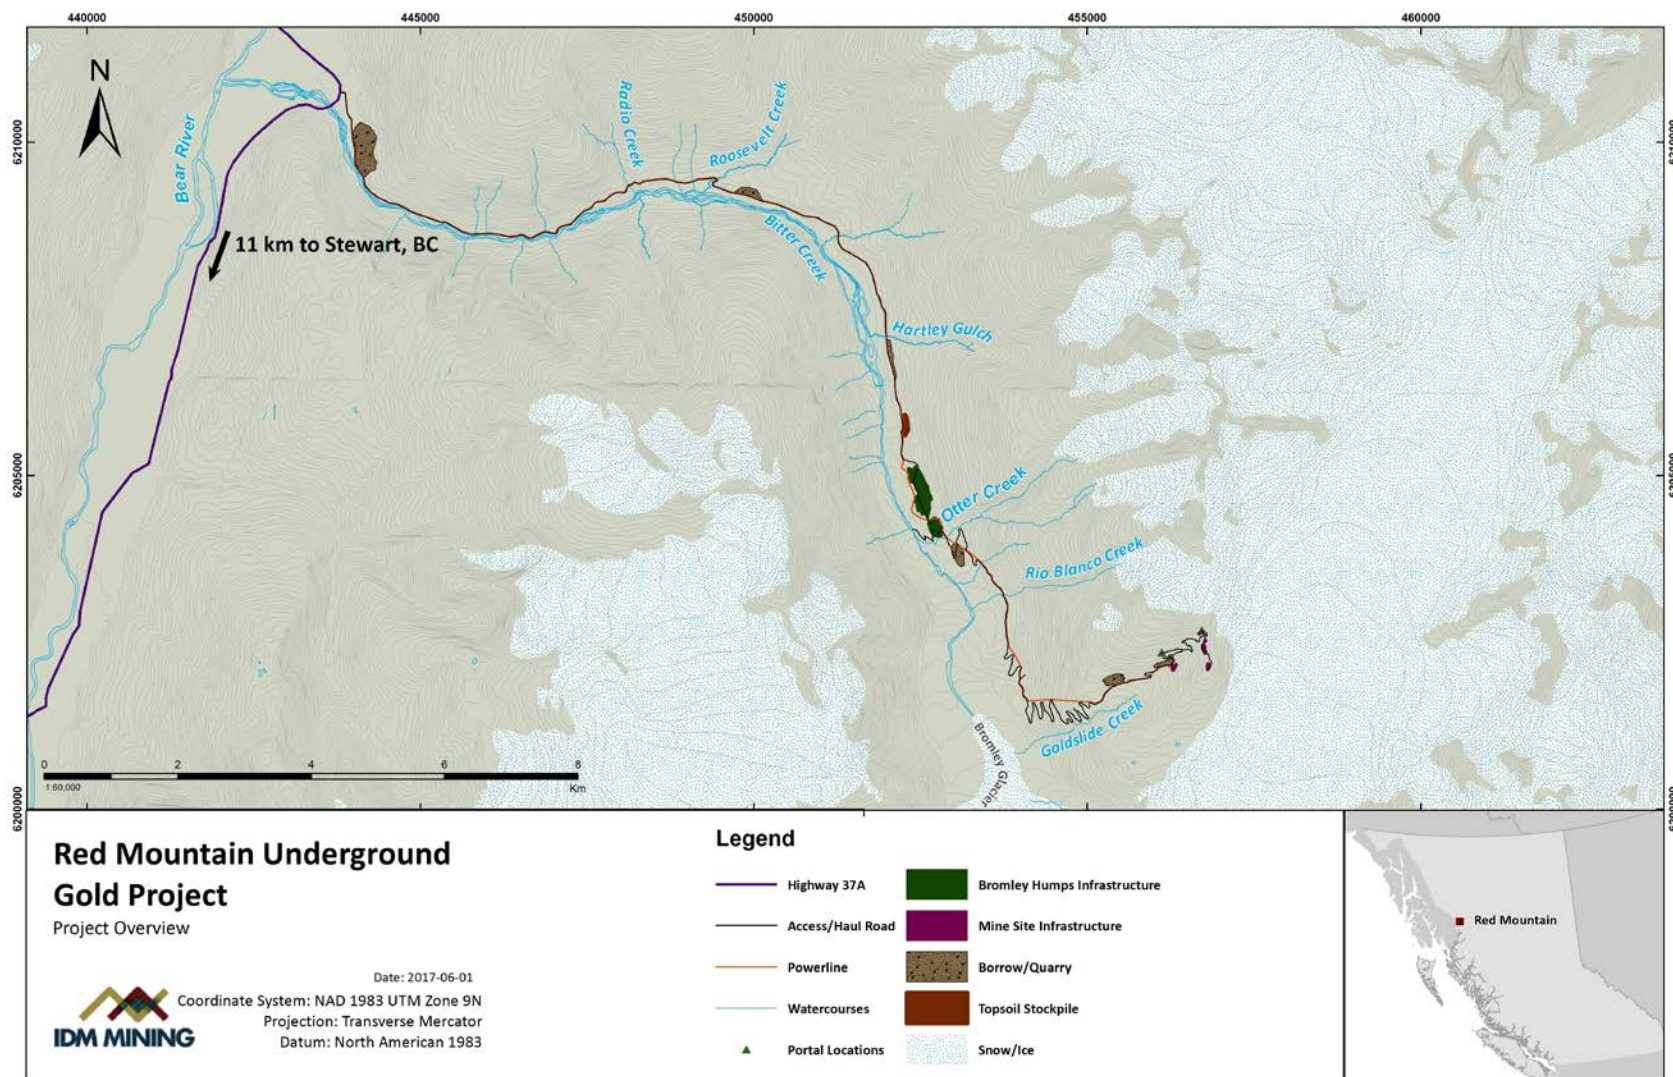 440000
445000
450000
455000
460000
N
6210000
6210000
Bear River
Radio Creek
Roosevelt Creek
Bitter Creek
11 km to Stewart, BC
Hartley Gulch
6205000
6205000
Otter Creek
Rio Blanco Creek
Goldslide Creek
Bromley Glacier
0
2
4
6
8
1:60,000
Km
6200000
6200000
Red Mountain Underground
Gold Project
Project Overview
Date: 2017-06-01
Coordinate System: NAD 1983 UTM Zone 9N
Projection: Transverse Mercator
Datum: North American 1983
IDM MINING
Legend
Highway 37A
Access/Haul Road
Powerline
Watercourses
Portal Locations
Bromley Humps Infrastructure
Mine Site Infrastructure
Borrow/Quarry
Topsoil Stockpile
Snow/Ice
Red Mountain